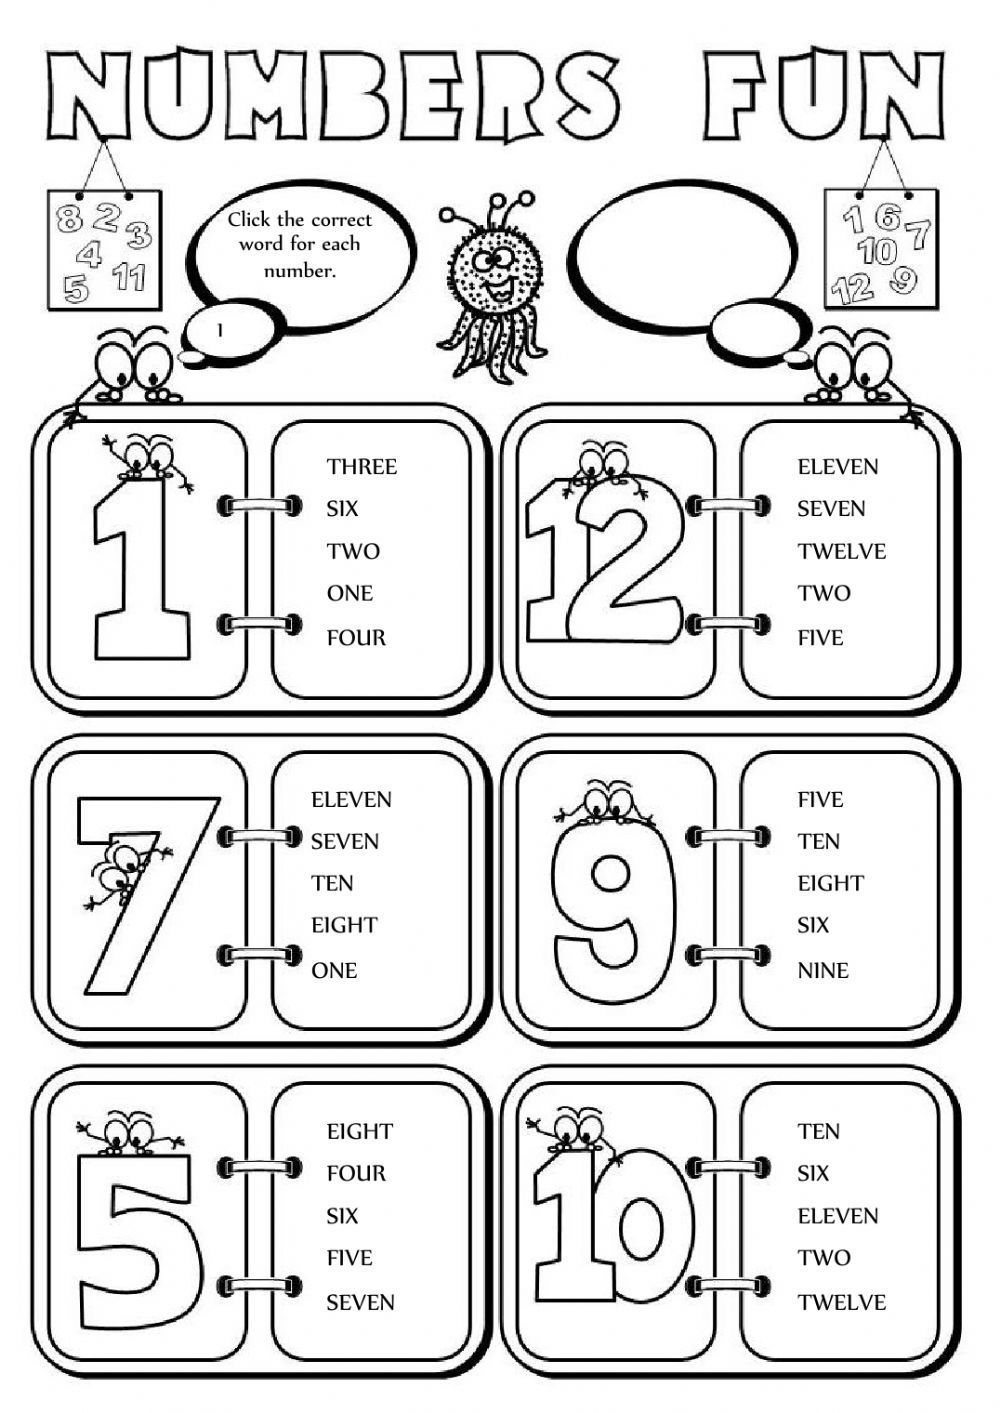 NUMBERS FUN
8 2 3
4
5 11
Click the correct
word for each
number.
1
1 6 7
10
12 9
1
THREE
SIX
TWO
ONE
FOUR
12
ELEVEN
SEVEN
TWELVE
TWO
FIVE
7
ELEVEN
SEVEN
TEN
EIGHT
ONE
9
FIVE
TEN
EIGHT
SIX
NINE
5
EIGHT
FOUR
SIX
FIVE
SEVEN
10
TEN
SIX
ELEVEN
TWO
TWELVE